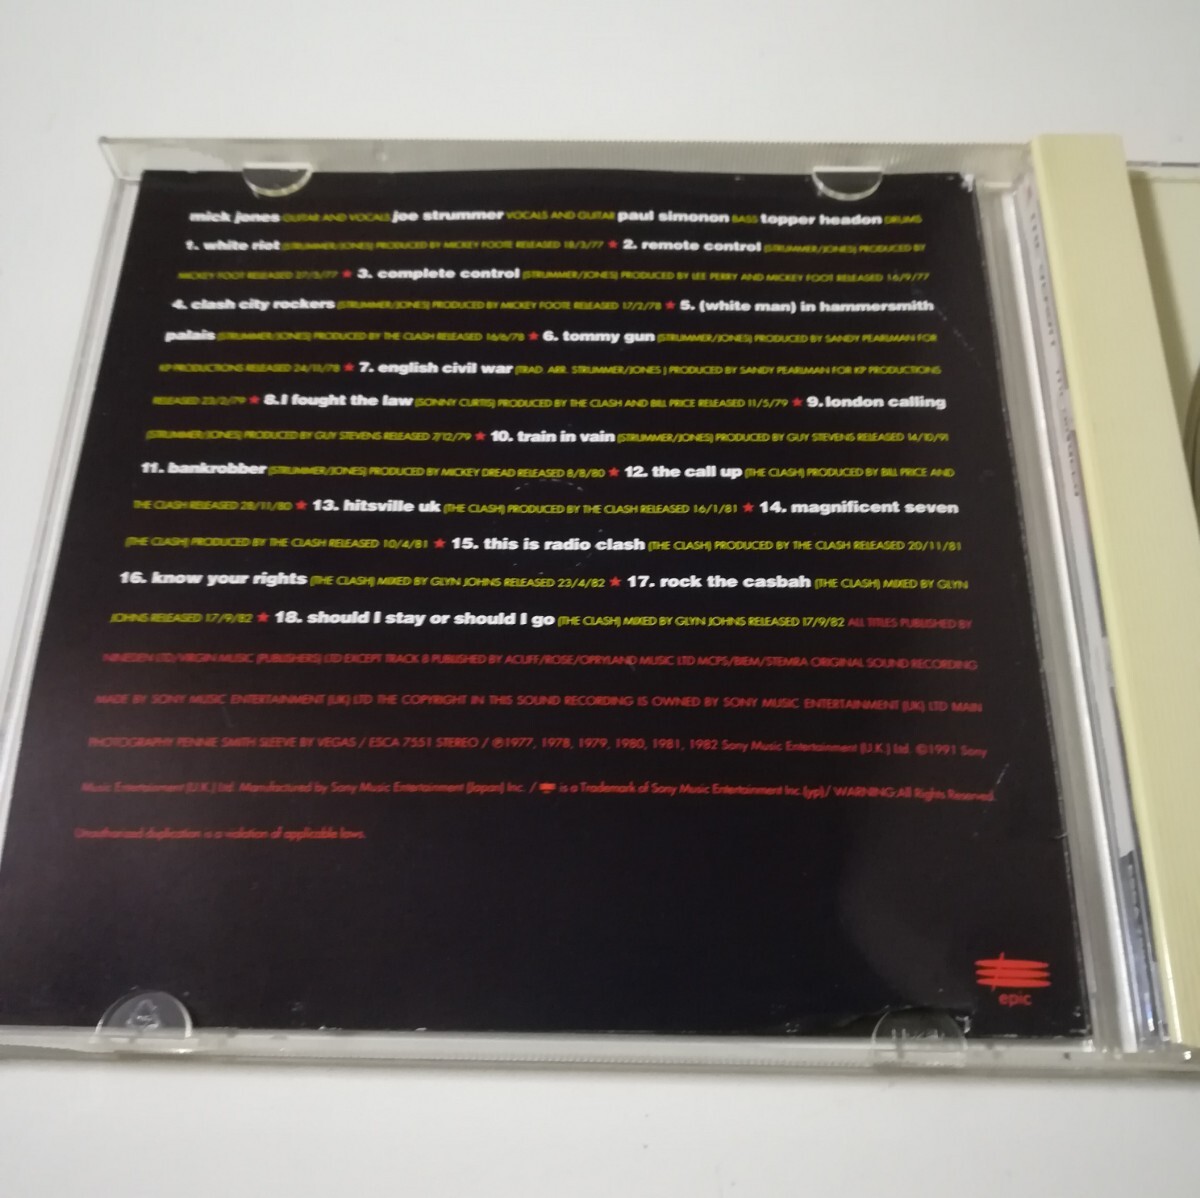 mick jones GUITAR AND VOCALS joe strummer VOCALS AND GUITAR paul simonon BASS topper headon DRUMS
1. white riot (STRUMMER/JONES) PRODUCED BY MICKEY FOOTE RELEASED 18/3/77 ★ 2. remote control (STRUMMER/JONES) PRODUCED BY
MICKEY FOOT RELEASED /77 ★ 3. complete control (STRUMMER/JONES) PRODUCED BY LEE PERRY AND MICKEY FOOT RELEASED 16/9/77
4. clash city rockers (STRUMMER/JONES) PRODUCED BY MICKEY FOOTE RELEASED 17/2/78 ★ 5. (white man) in hammersmith
palais (STRUMMER/JONES) PRODUCED BY THE CLASH RELEASED 16/6/78 ★ 6. tommy gun (STRUMMER/JONES) PRODUCED BY SANDY PEARLMAN FOR
KP PRODUCTIONS RELEASED 24/11/78 ★ 7. english civil war (TRAD. ARR. STRUMMER/JONES ) PRODUCED BY SANDY PEARLMAN FOR KP PRODUCTIONS
RELEASED 23/2/79 ★ 8.I fought the law (SONNY CURTIS) PRODUCED BY THE CLASH AND BILL PRICE RELEASED 11/5/79 ★ 9.london calling
(STRUMMER/JONES) PRODUCED BY GUY STEVENS RELEASED 7/12/79 ★ 10. train in vain (STRUMMER/JONES) PRODUCED BY GUY STEVENS RELEASED 14/10/91
11. bankrobber (STRUMMER/JONES) PRODUCED BY MICKEY DREAD RELEASED 8/8/80 ★ 12. the call up (THE CLASH) PRODUCED BY BILL PRICE AND
THE CLASH RELEASED 28/11/80 ★ 13. hitsville uk (THE CLASH) PRODUCED BY THE CLASH RELEASED 16/1/81 ★ 14. magnificent seven
(THE CLASH) PRODUCED BY THE CLASH RELEASED 10/4/81 ★ 15. this is radio clash (THE CLASH) PRODUCED BY THE CLASH RELEASED 20/11/81
16. know your rights (THE CLASH) MIXED BY GLYN JOHNS RELEASED 23/4/82 ★ 17. rock the casbah (THE CLASH) MIXED BY GLYN
JOHNS RELEASED 17/9/82 ★ 18. should I stay or should I go (THE CLASH) MIXED BY GLYN JOHNS RELEASED 17/9/82 ALL TITLES PUBLISHED BY
NINEDEN LTD/VIRGIN MUSIC (PUBLISHERS) LTD EXCEPT TRACK 8 PUBLISHED BY ACUFF/ROSE/OPRYLAND MUSIC LTD MCPS/BIEM/STEMRA ORIGINAL SOUND RECORDING
MADE BY SONY MUSIC ENTERTAINMENT (UK) LTD THE COPYRIGHT IN THIS SOUND RECORDING IS OWNED BY SONY MUSIC ENTERTAINMENT (UK) LTD MAIN
PHOTOGRAPHY PENNIE SMITH SLEEVE BY VEGAS / ESCA 7551 STEREO / ℗1977, 1978, 1979, 1980, 1981, 1982 Sony Music Entertainment (U.K.) Ltd. ©1991 Sony
Music Entertainment (U.K.) Ltd. Manufactured by Sony Music Entertainment (Japan) Inc. / is a Trademark of Sony Music Entertainment Inc.(yp)/ WARNING:All Rights Reserved.
Unauthorized duplication is a violation of applicable laws.
epic